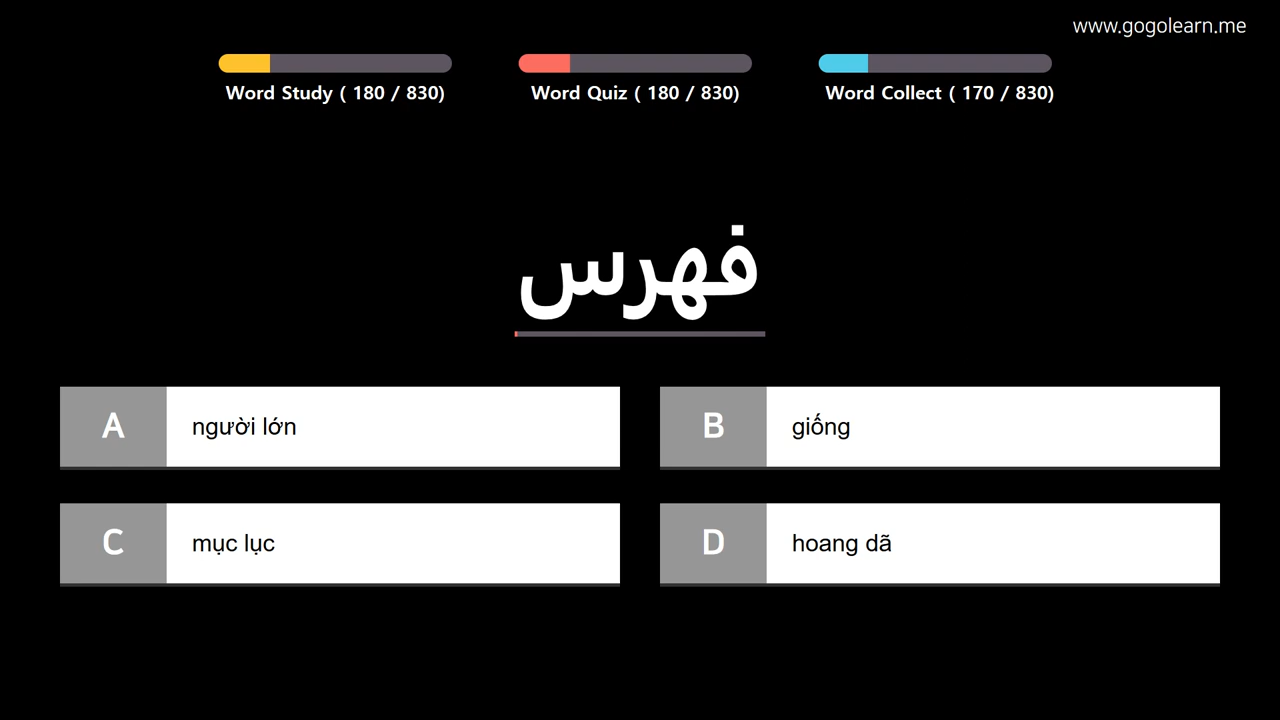 www.gogolearn.me
Word Study ( 180 / 830)
Word Quiz ( 180 / 830)
Word Collect ( 170 / 830)
فهرس
A
người lớn
B
giống
C
mục lục
D
hoang dã